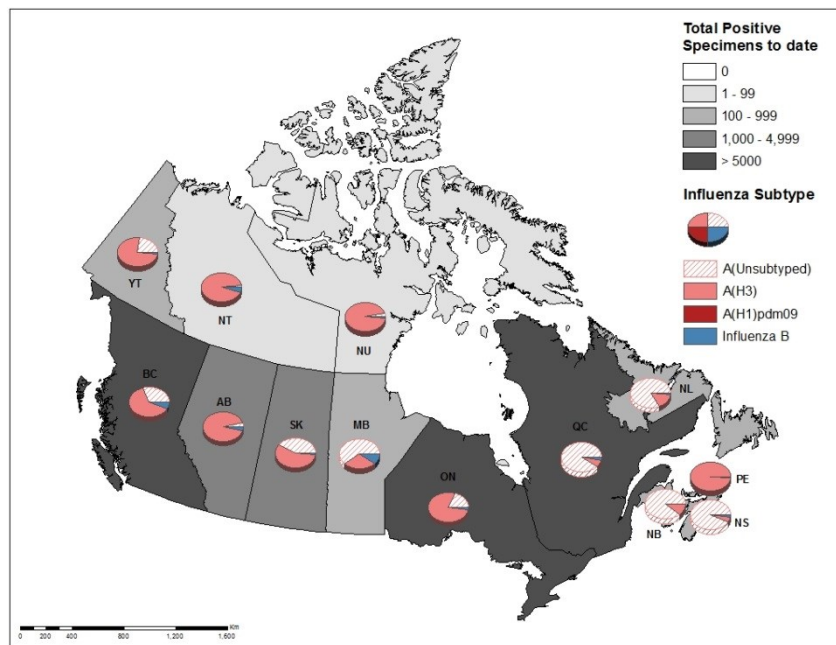 Total Positive
Specimens to date
0
1 - 99
100 - 999
1,000 - 4,999
> 5000
Influenza Subtype
A(Unsubtyped)
A(H3)
A(H1)pdm09
Influenza B
YT
NT
NU
BC
AB
SK
MB
ON
QC
NL
PE
NB
NS
Km
0 200 400 800 1,200 1,600